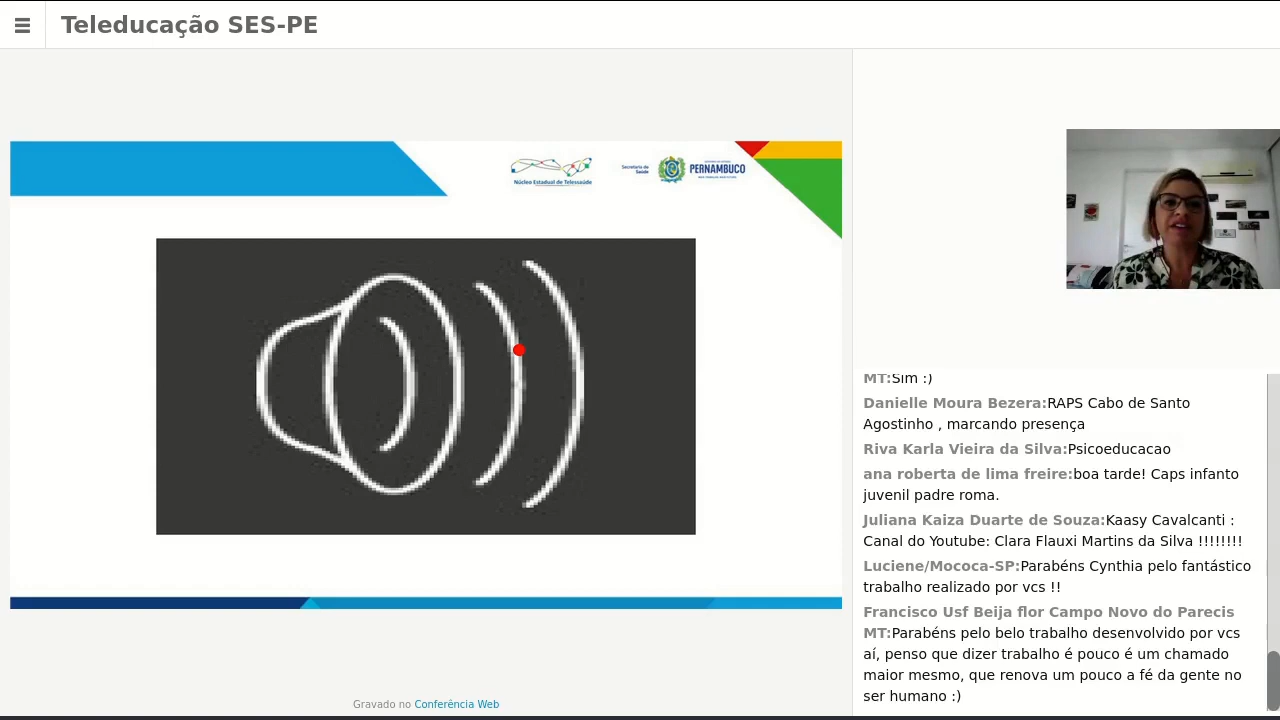 Teleducação SES-PE
Núcleo Estadual de Telessaúde
Secretaria de
Saúde
PERNAMBUCO
MT:Sim :)
Danielle Moura Bezera:RAPS Cabo de Santo
Agostinho , marcando presença
Riva Karla Vieira da Silva:Psicoeducacao
ana roberta de lima freire:boa tarde! Caps infanto
juvenil padre roma.
Juliana Kaiza Duarte de Souza:Kaasy Cavalcanti :
Canal do Youtube: Clara Flauxi Martins da Silva !!!!!!!!
Luciene/Mococa-SP:Parabéns Cynthia pelo fantástico
trabalho realizado por vcs !!
Francisco Usf Beija flor Campo Novo do Parecis
MT:Parabéns pelo belo trabalho desenvolvido por vcs
aí, penso que dizer trabalho é pouco é um chamado
maior mesmo, que renova um pouco a fé da gente no
ser humano :)
Gravado no Conferência Web